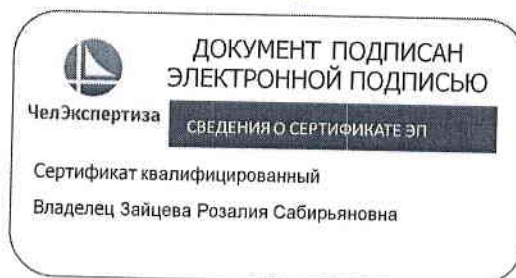 ДОКУМЕНТ ПОДПИСАН
ЭЛЕКТРОННОЙ ПОДПИСЬЮ
ЧелЭкспертиза
СВЕДЕНИЯ О СЕРТИФИКАТЕ ЭП
Сертификат квалифицированный
Владелец Зайцева Розалия Сабирьяновна